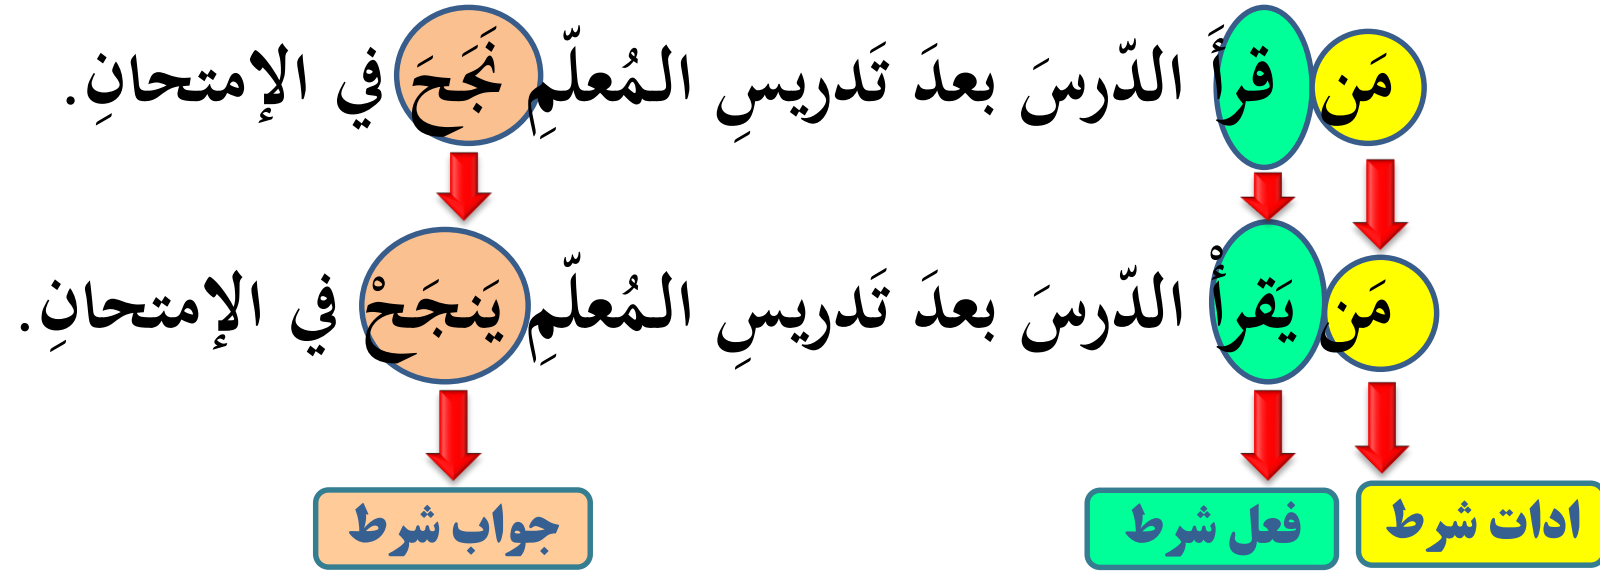 مَن قرأَ الدّرسَ بعدَ تَدريسِ المُعلّمِ نَجَحَ في الإمتحانِ.
مَن يَقرأْ الدّرسَ بعدَ تَدريسِ المُعلّمِ يَنجَحْ في الإمتحانِ.
ادات شرط فعل شرط جواب شرط